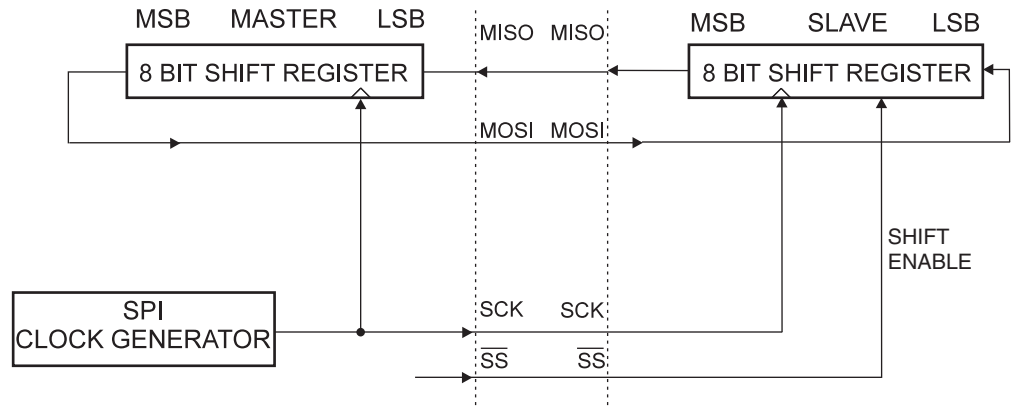 MSB MASTER LSB
MISO MISO
MSB SLAVE LSB
8 BIT SHIFT REGISTER
8 BIT SHIFT REGISTER
MOSI MOSI
SHIFT
ENABLE
SPI
CLOCK GENERATOR
SCK SCK
SS SS